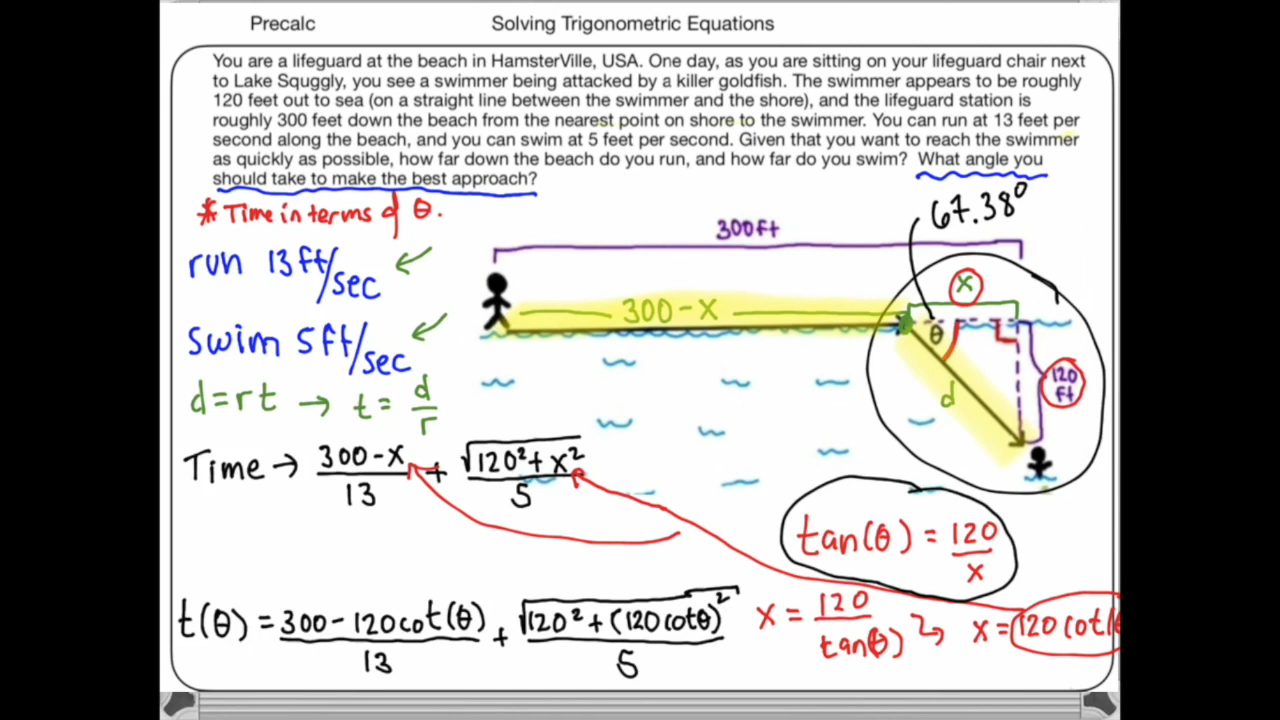 Precalc Solving Trigonometric Equations
You are a lifeguard at the beach in HamsterVille, USA. One day, as you are sitting on your lifeguard chair next
to Lake Squggly, you see a swimmer being attacked by a killer goldfish. The swimmer appears to be roughly
120 feet out to sea (on a straight line between the swimmer and the shore), and the lifeguard station is
roughly 300 feet down the beach from the nearest point on shore to the swimmer. You can run at 13 feet per
second along the beach, and you can swim at 5 feet per second. Given that you want to reach the swimmer
as quickly as possible, how far down the beach do you run, and how far do you swim? What angle you
should take to make the best approach?
* Time in terms of θ.
67.38°
300ft
run 13ft/sec
x
300-x
θ
swim 5ft/sec
120
ft
d
d=rt → t= d/r
Time → (300-x)/13 + √(120²+x²)/5
tan(θ) = 120/x
t(θ) = (300-120cot(θ))/13 + √(120²+(120cotθ)²)/5
x = 120/tan(θ)
x=120cot(θ